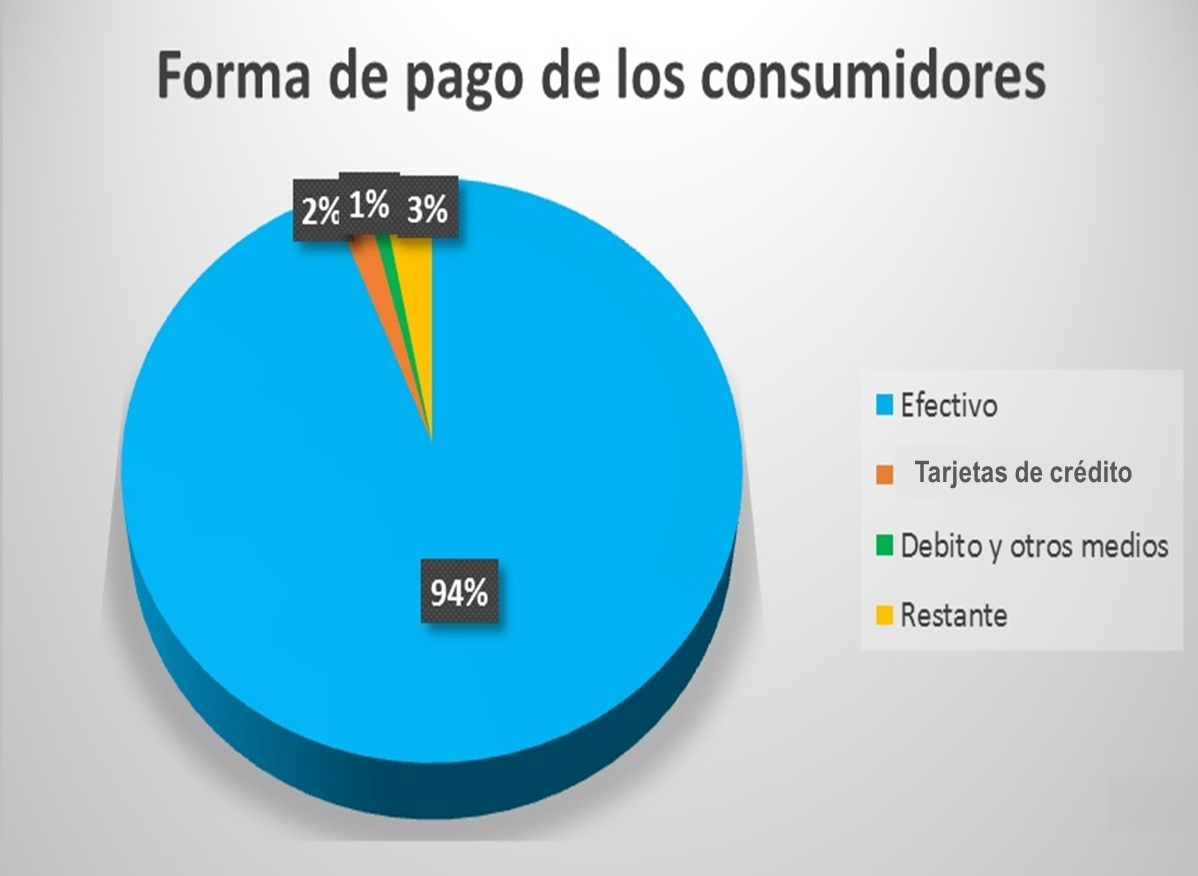 Forma de pago de los consumidores
2% 1% 3%
94%
Efectivo
Tarjetas de crédito
Debito y otros medios
Restante